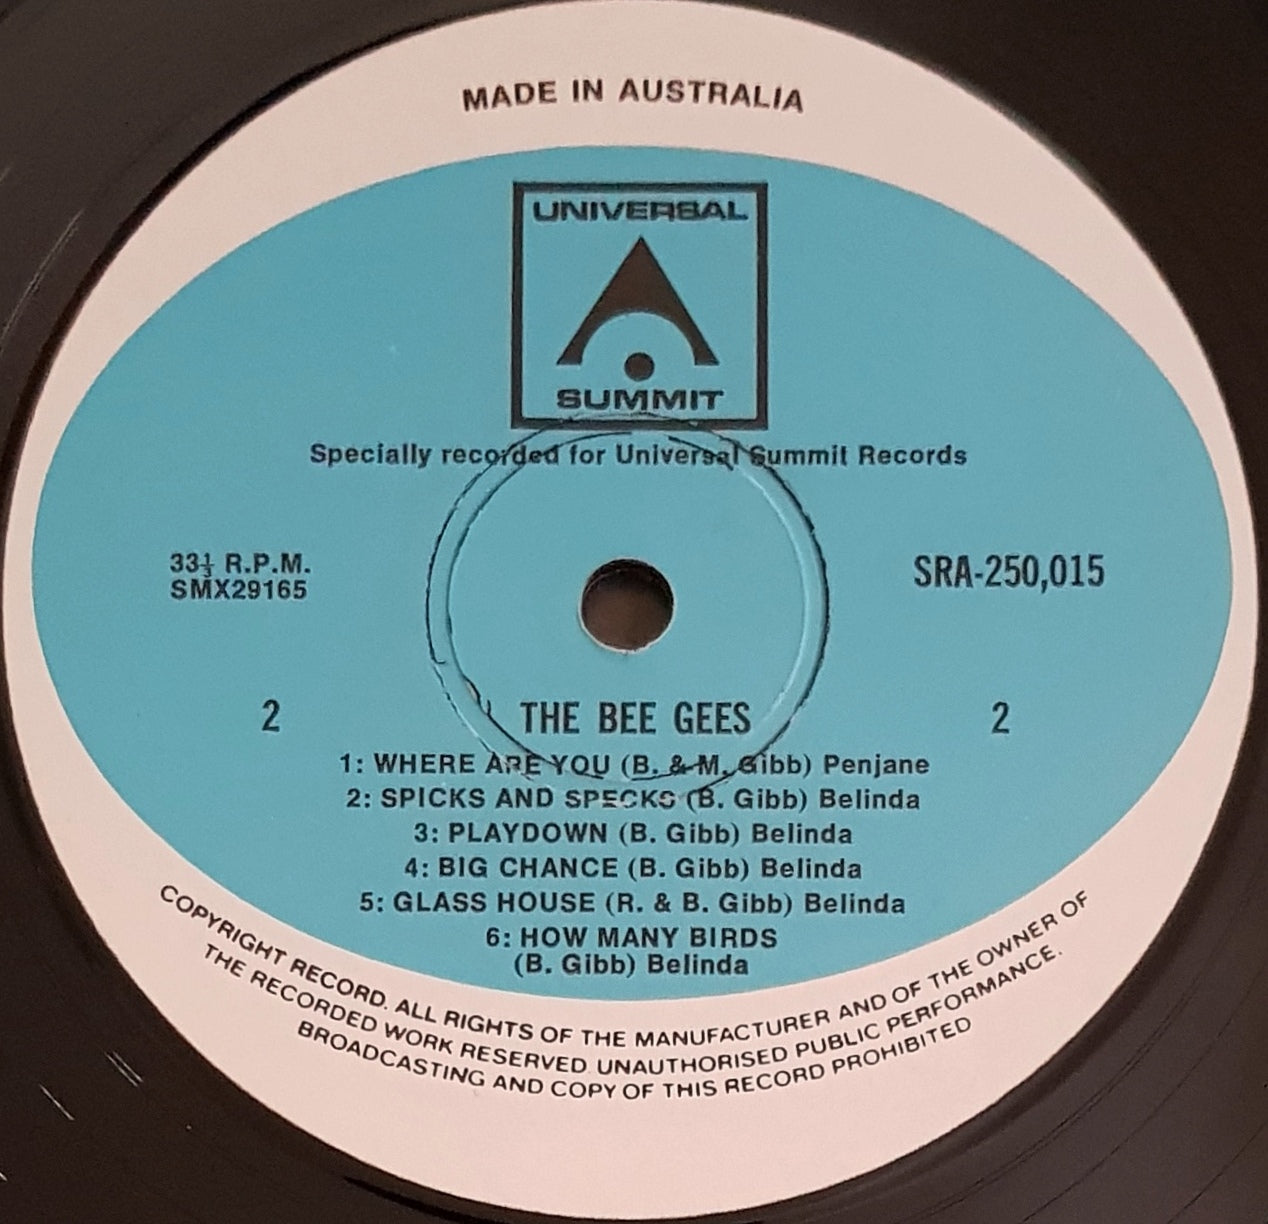 MADE IN AUSTRALIA
UNIVERSAL
SUMMIT
Specially recorded for Universal Summit Records
33⅓ R.P.M.
SMX29165
SRA-250,015
2 THE BEE GEES 2
1: WHERE ARE YOU (B. & M. Gibb) Penjane
2: SPICKS AND SPECKS (B. Gibb) Belinda
3: PLAYDOWN (B. Gibb) Belinda
4: BIG CHANCE (B. Gibb) Belinda
5: GLASS HOUSE (R. & B. Gibb) Belinda
6: HOW MANY BIRDS
(B. Gibb) Belinda
COPYRIGHT RECORD. ALL RIGHTS OF THE MANUFACTURER AND OF THE OWNER OF
THE RECORDED WORK RESERVED. UNAUTHORISED PUBLIC PERFORMANCE.
BROADCASTING AND COPY OF THIS RECORD PROHIBITED